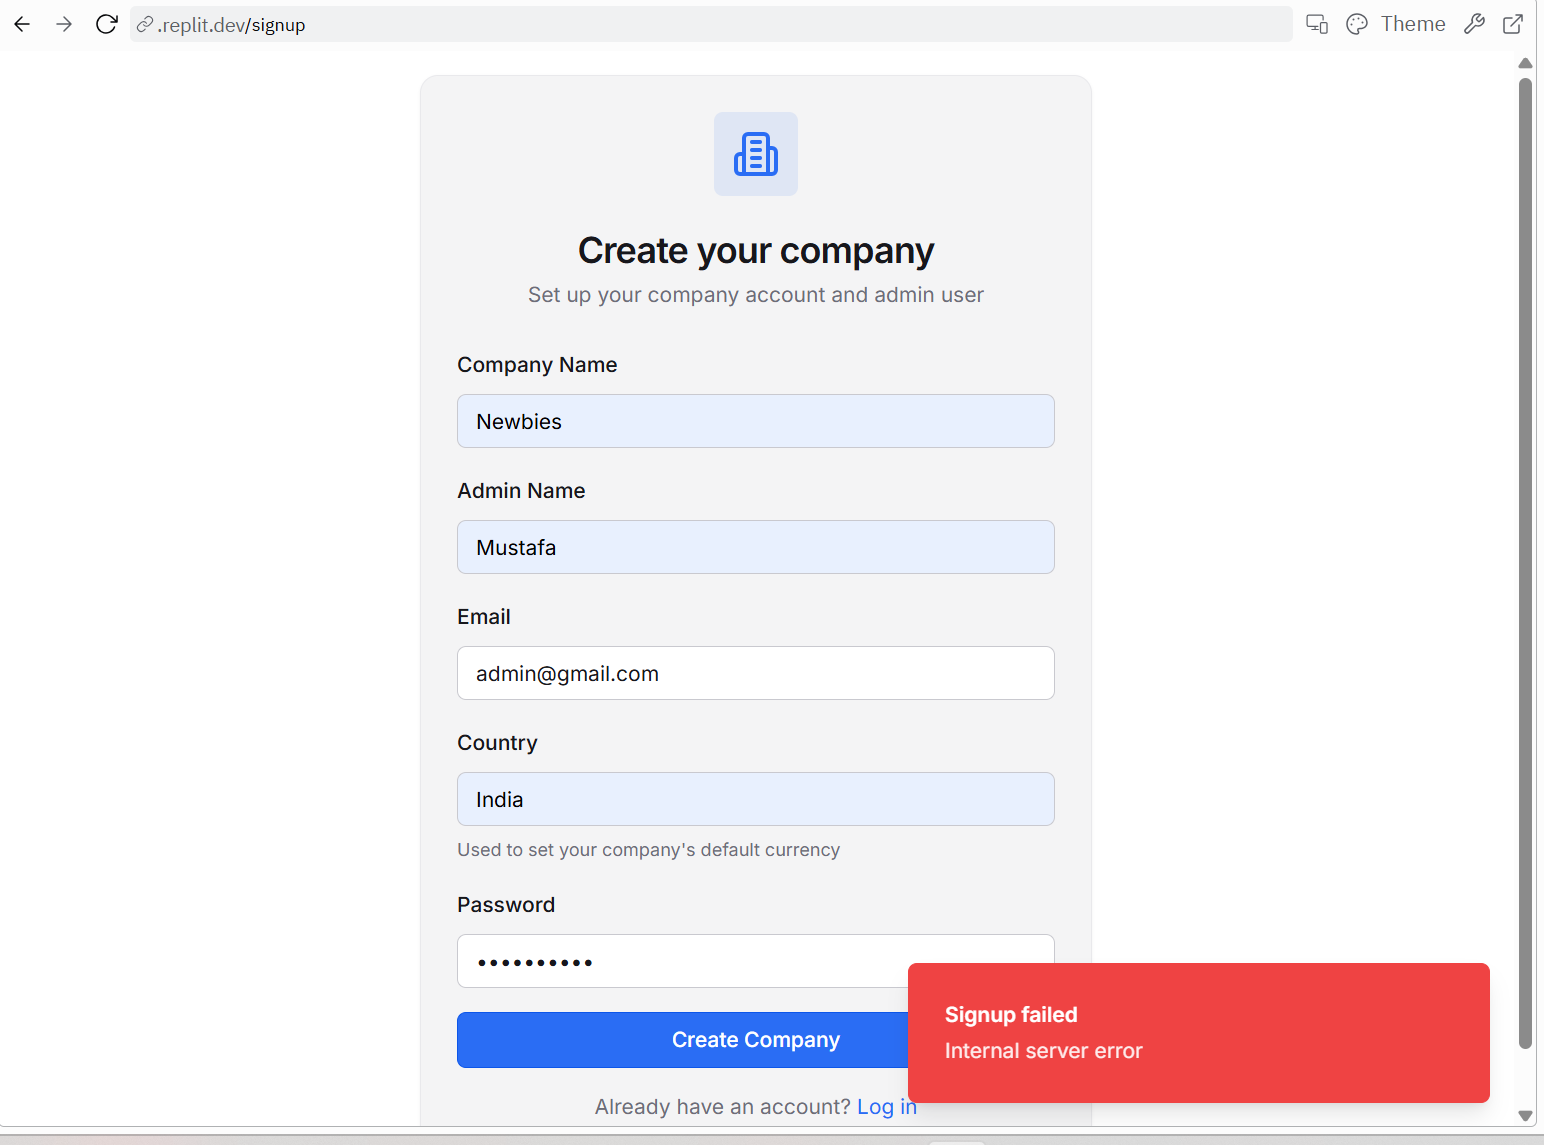 .replit.dev/signup
Theme
Create your company
Set up your company account and admin user
Company Name
Newbies
Admin Name
Mustafa
Email
admin@gmail.com
Country
India
Used to set your company's default currency
Password
••••••••••
Create Company
Already have an account? Log in
Signup failed
Internal server error